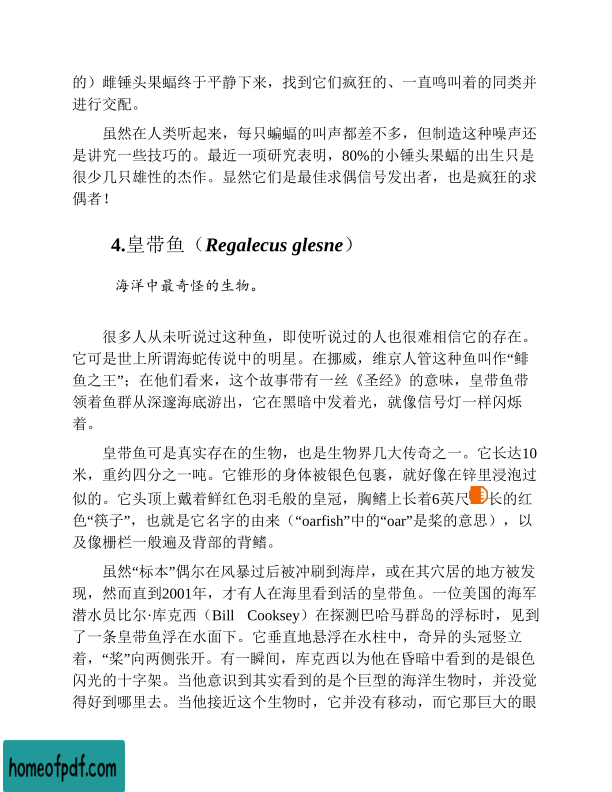 的）雌锤头果蝠终于平静下来，找到它们疯狂的、一直鸣叫着的同类并
进行交配。
虽然在人类听起来，每只蝙蝠的叫声都差不多，但制造这种噪声还
是讲究一些技巧的。最近一项研究表明，80%的小锤头果蝠的出生只是
很少几只雄性的杰作。显然它们是最佳求偶信号发出者，也是疯狂的求
偶者！
4.皇带鱼（Regalecus glesne）
海洋中最奇怪的生物。
很多人从未听说过这种鱼，即使听说过的人也很难相信它的存在。
它可是世上所谓海蛇传说中的明星。在挪威，维京人管这种鱼叫作“鲱
鱼之王”；在他们看来，这个故事带有一丝《圣经》的意味，皇带鱼带
领着鱼群从深邃海底游出，它在黑暗中发着光，就像信号灯一样闪烁
着。
皇带鱼可是真实存在的生物，也是生物界几大传奇之一。它长达10
米，重约四分之一吨。它锥形的身体被银色包裹，就好像在锌里浸泡过
似的。它头顶上戴着鲜红色羽毛般的皇冠，胸鳍上长着6英尺长的红
色“筷子”，也就是它名字的由来（“oarfish”中的“oar”是桨的意思），以
及像栅栏一般遍及背部的背鳍。
虽然“标本”偶尔在风暴过后被冲刷到海岸，或在其穴居的地方被发
现，然而直到2001年，才有人在海里看到活的皇带鱼。一位美国的海军
潜水员比尔·库克西（Bill Cooksey）在探测巴哈马群岛的浮标时，见到
了一条皇带鱼浮在水面下。它垂直地悬浮在水柱中，奇异的头冠竖立
着，“桨”向两侧张开。有一瞬间，库克西以为他在昏暗中看到的是银色
闪光的十字架。当他意识到其实看到的是个巨型的海洋生物时，并没觉
得好到哪里去。当他接近这个生物时，它并没有移动，而它那巨大的眼
homeofpdf.com